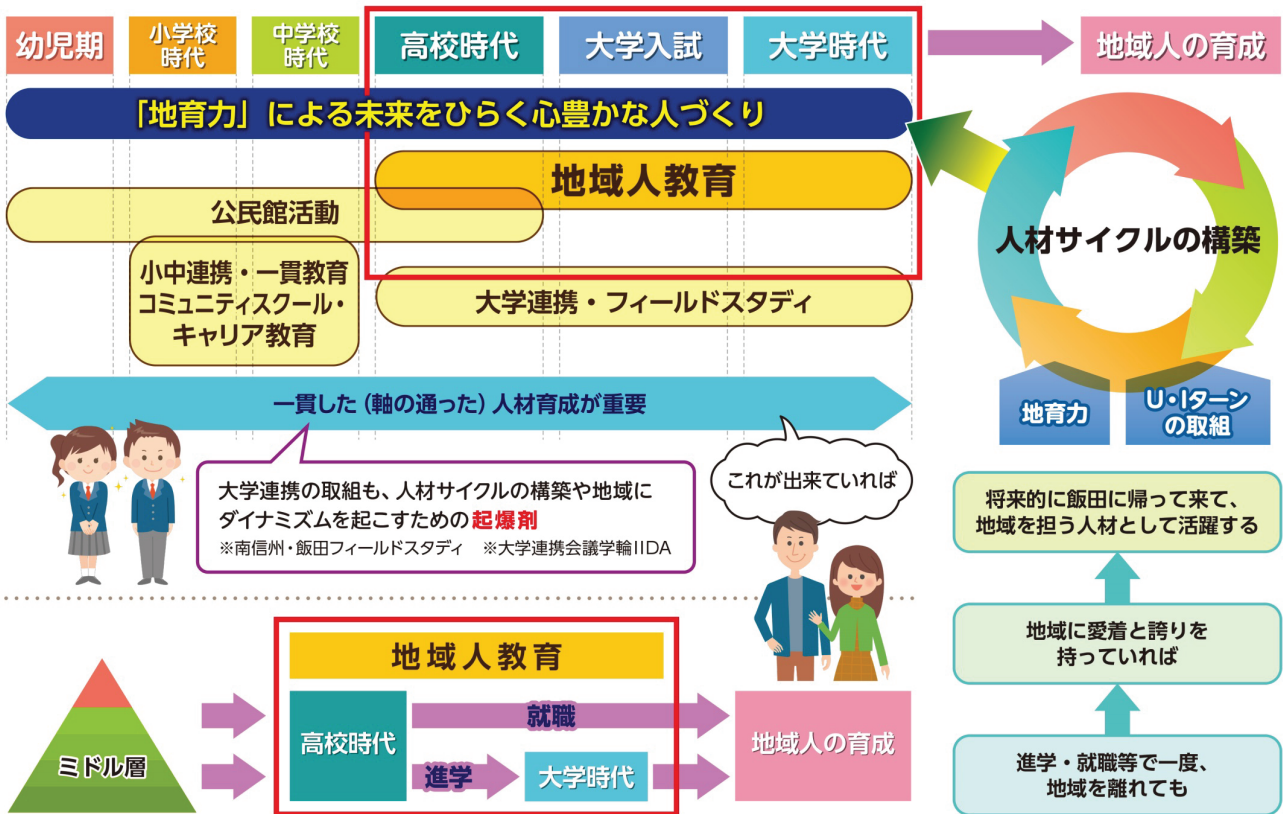 幼児期
小学校
時代
中学校
時代
高校時代
大学入試
大学時代
地域人の育成
「地育力」による未来をひらく心豊かな人づくり
地域人教育
公民館活動
小中連携・一貫教育
コミュニティスクール・
キャリア教育
大学連携・フィールドスタディ
人材サイクルの構築
地育力
U・Iターン
の取組
一貫した(軸の通った)人材育成が重要
大学連携の取組も、人材サイクルの構築や地域に
ダイナミズムを起こすための 起爆剤
※南信州・飯田フィールドスタディ ※大学連携会議学輪IIDA
これが出来ていれば
将来的に飯田に帰って来て、
地域を担う人材として活躍する
地域に愛着と誇りを
持っていれば
進学・就職等で一度、
地域を離れても
地域人教育
ミドル層
高校時代
就職
進学
大学時代
地域人の育成